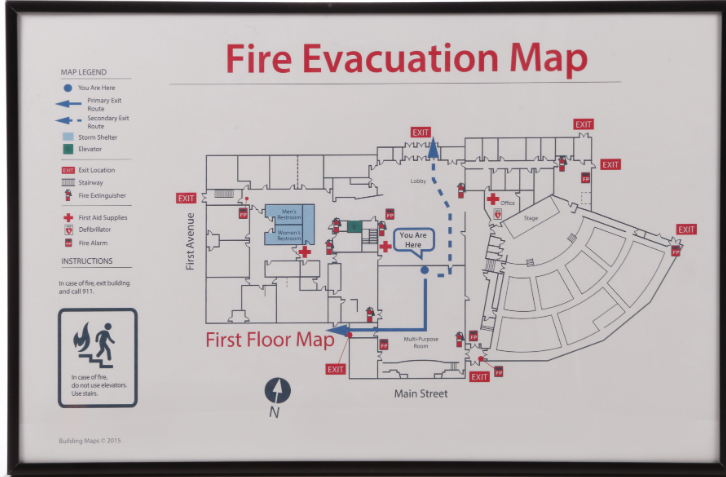 Fire Evacuation Map
MAP LEGEND
You Are Here
Primary Exit
Route
Secondary Exit
Route
Storm Shelter
Elevator
EXIT
Exit Location
Stairway
Fire Extinguisher
First Aid Supplies
Defibrillator
Fire Alarm
INSTRUCTIONS
In case of fire, exit building
and call 911.
In case of fire,
do not use elevators.
Use stairs.
Building Maps © 2015
EXIT
EXIT
EXIT
EXIT
EXIT
EXIT
EXIT
Lobby
Office
Stage
Men's
Restroom
Women's
Restroom
You Are
Here
First Avenue
First Floor Map
Multi-Purpose
Room
Main Street
N